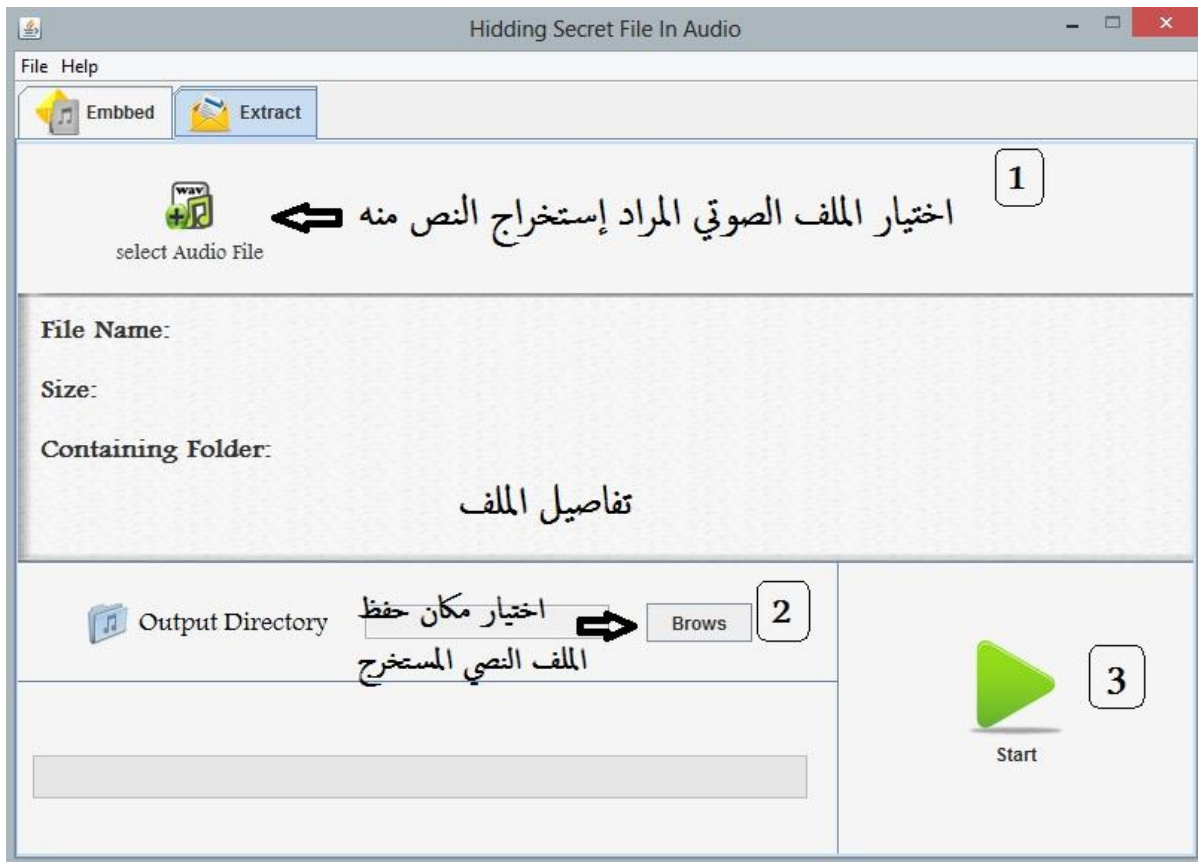 Hidding Secret File In Audio
File Help
Embbed Extract
1
اختيار الملف الصوتي المراد إستخراج النص منه
wav
select Audio File
File Name:
Size:
Containing Folder:
تفاصيل الملف
Output Directory
اختيار مكان حفظ
الملف النصي المستخرج
Brows
2
3
Start